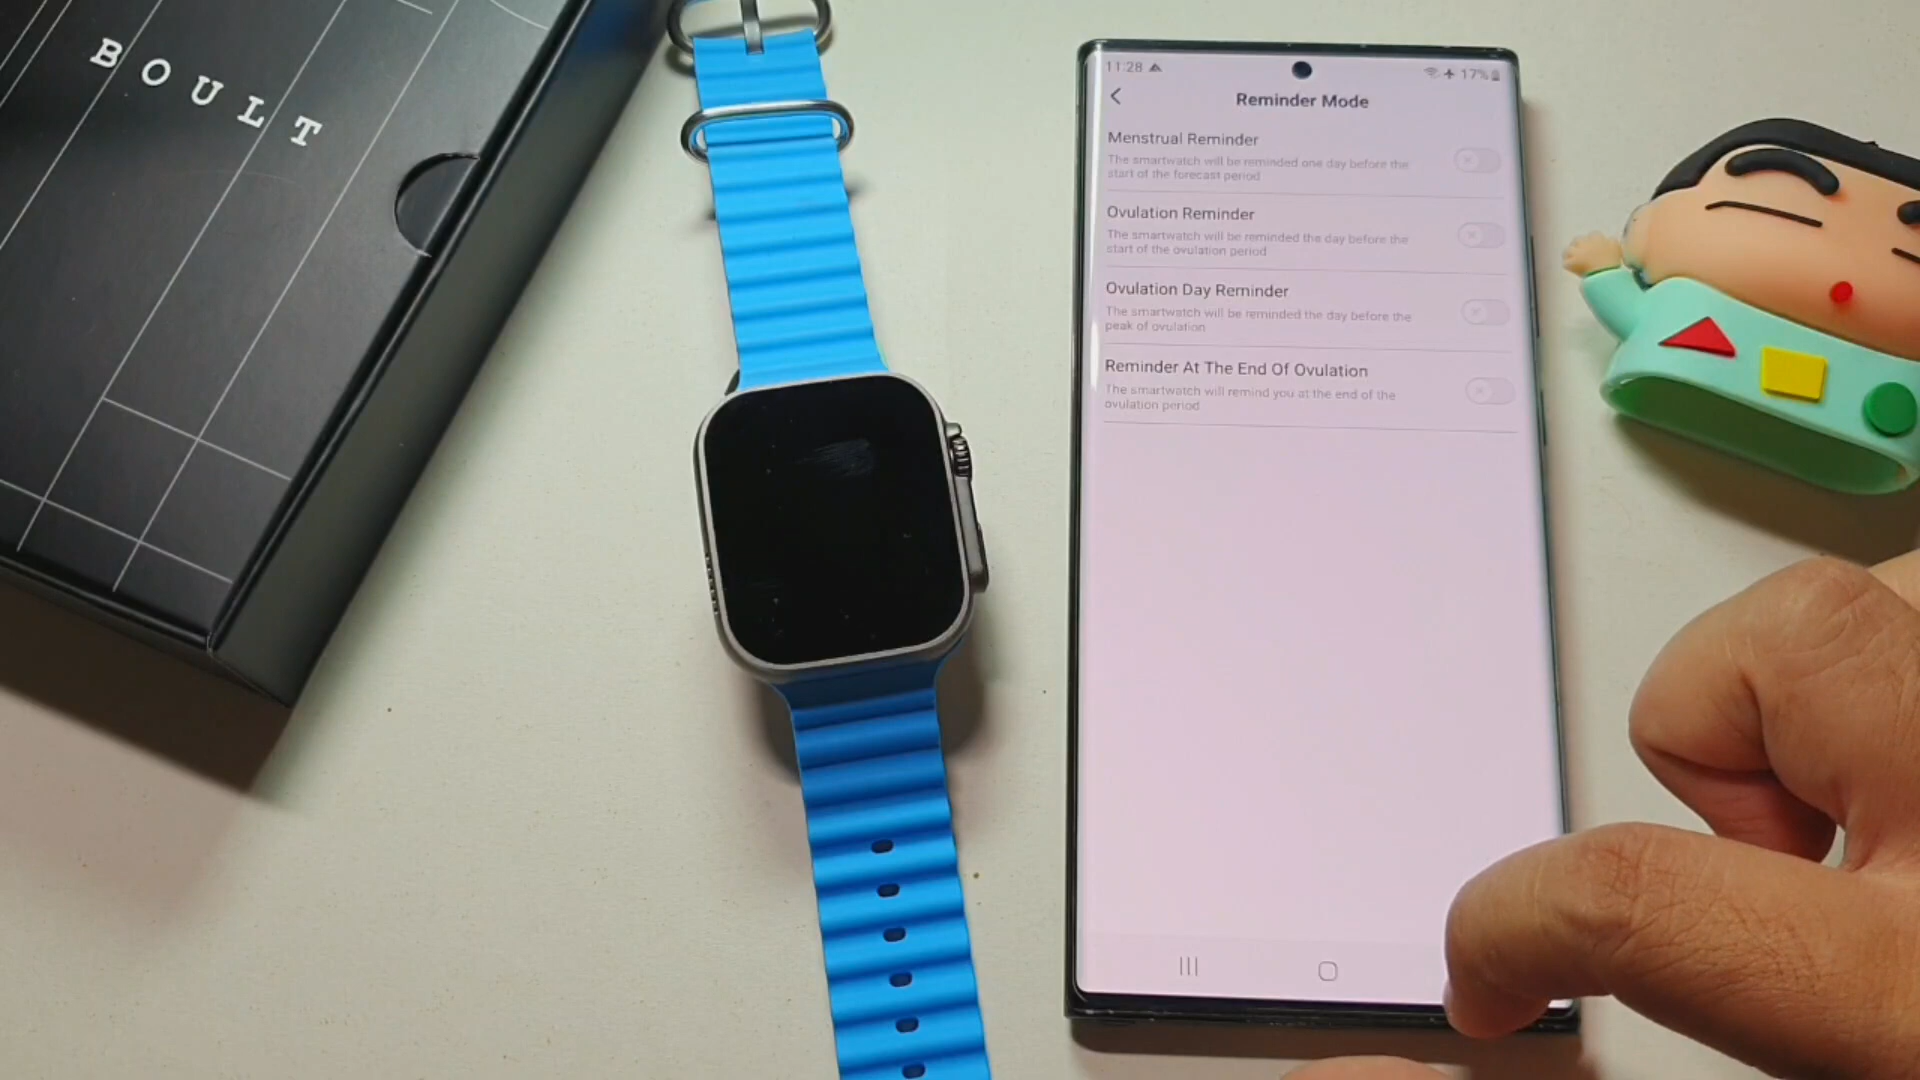 BOULT
11:28
17%
Reminder Mode
Menstrual Reminder
The smartwatch will be reminded one day before the
start of the forecast period
Ovulation Reminder
The smartwatch will be reminded the day before the
start of the ovulation period
Ovulation Day Reminder
The smartwatch will be reminded the day before the
peak of ovulation
Reminder At The End Of Ovulation
The smartwatch will remind you at the end of the
ovulation period